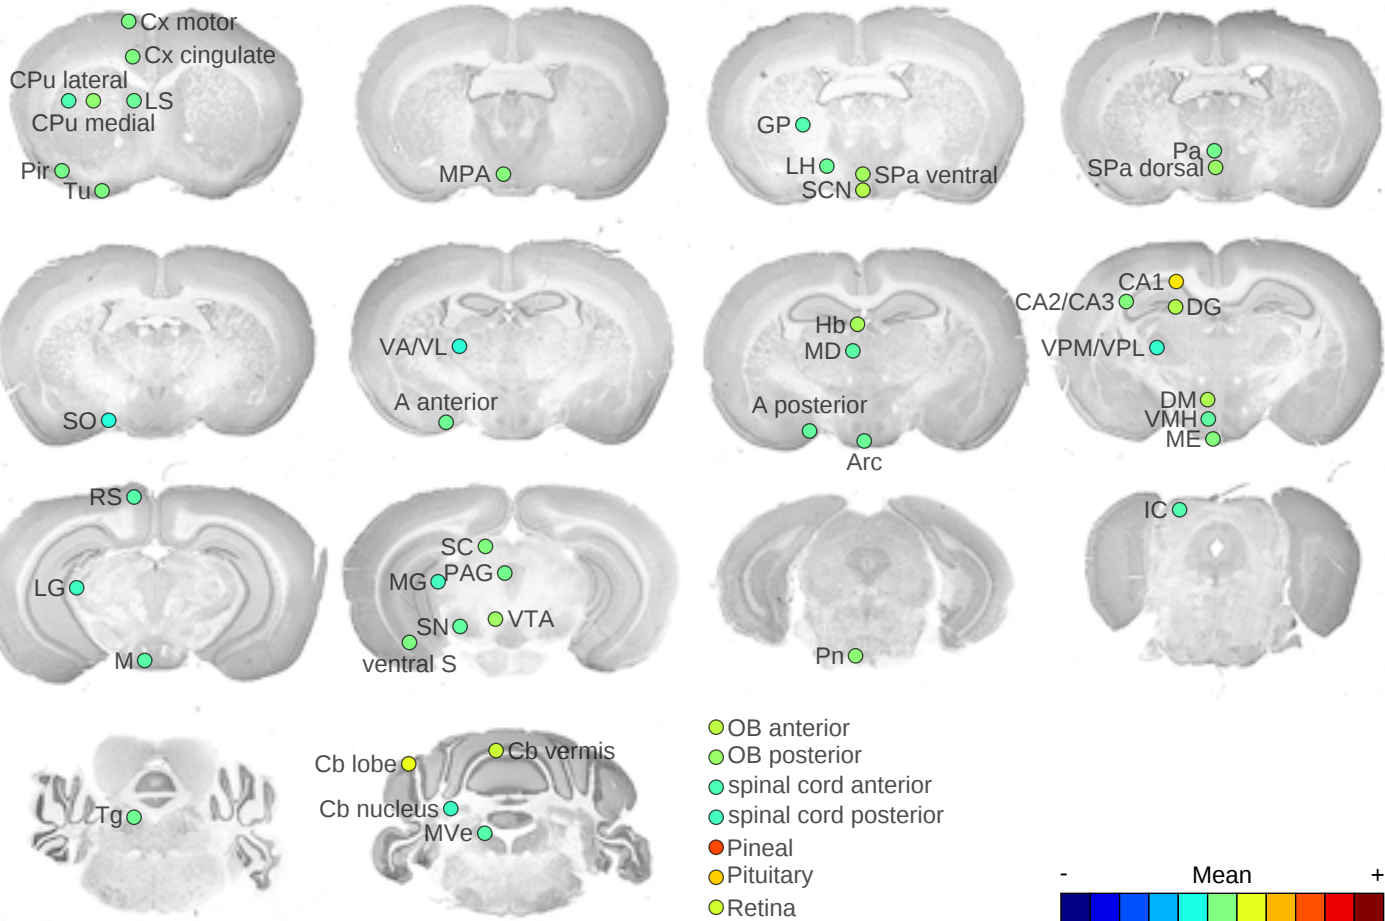 Cx motor
Cx cingulate
CPu lateral
LS
CPu medial
Pir
Tu
MPA
GP
LH
SPa ventral
SCN
Pa
SPa dorsal
SO
VA/VL
A anterior
Hb
MD
A posterior
Arc
CA1
CA2/CA3
DG
VPM/VPL
DM
VMH
ME
RS
LG
M
SC
PAG
MG
VTA
SN
ventral S
Pn
IC
Tg
Cb vermis
Cb lobe
Cb nucleus
MVe
OB anterior
OB posterior
spinal cord anterior
spinal cord posterior
Pineal
Pituitary
Retina
- Mean +